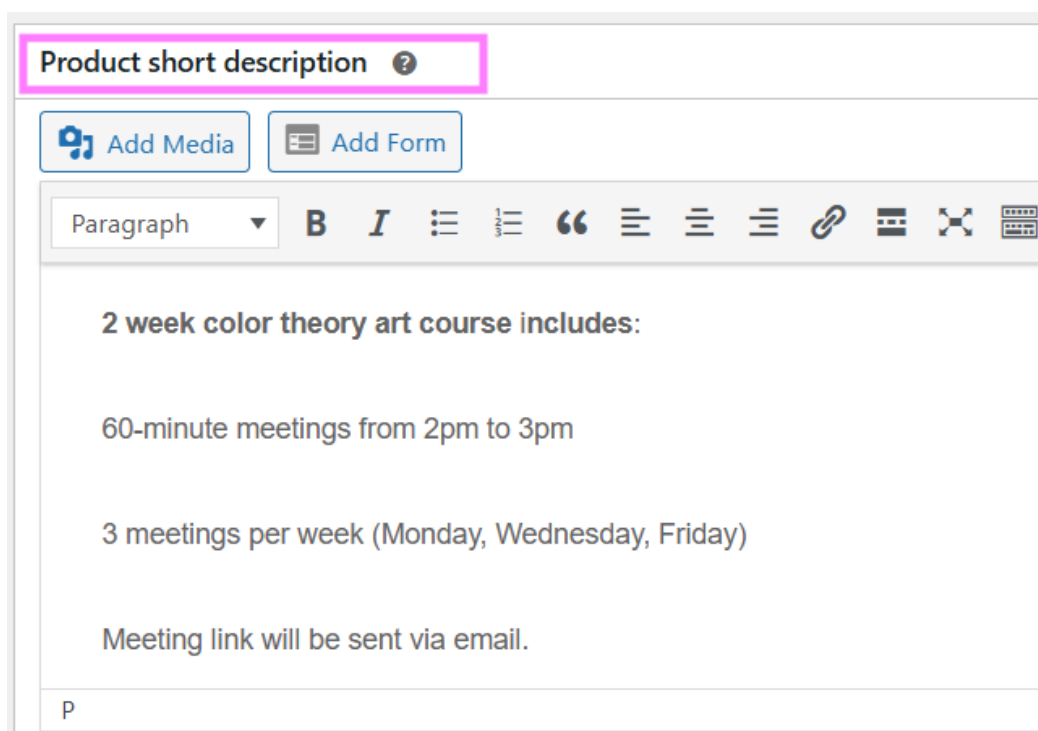 Product short description ?
Add Media Add Form
Paragraph B I
2 week color theory art course includes:
60-minute meetings from 2pm to 3pm
3 meetings per week (Monday, Wednesday, Friday)
Meeting link will be sent via email.
P